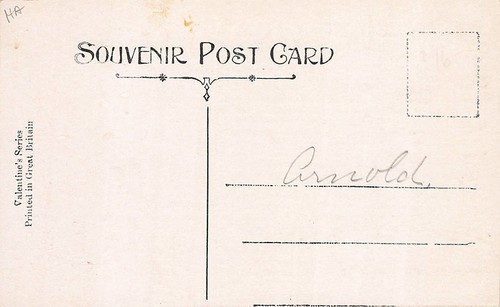 HA
SOUVENIR POST CARD
Valentine's Series
Printed in Great Britain
Arnold.